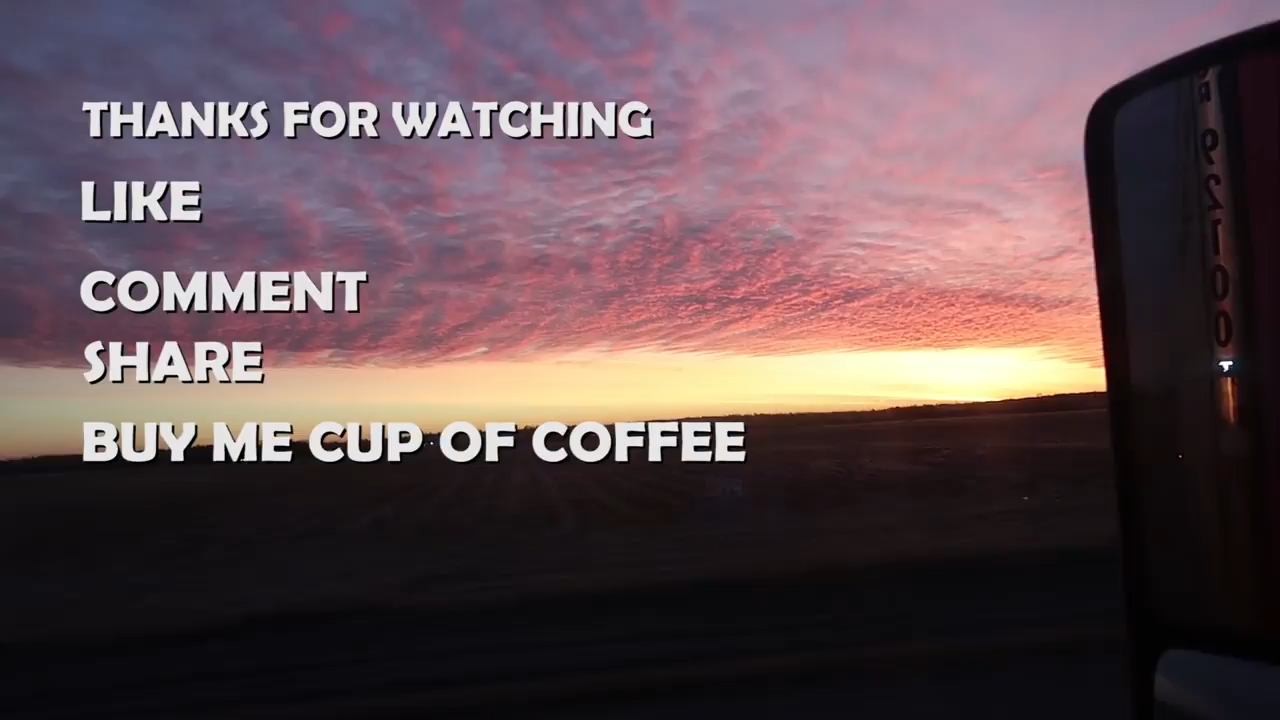 THANKS FOR WATCHING
LIKE
COMMENT
SHARE
BUY ME CUP OF COFFEE